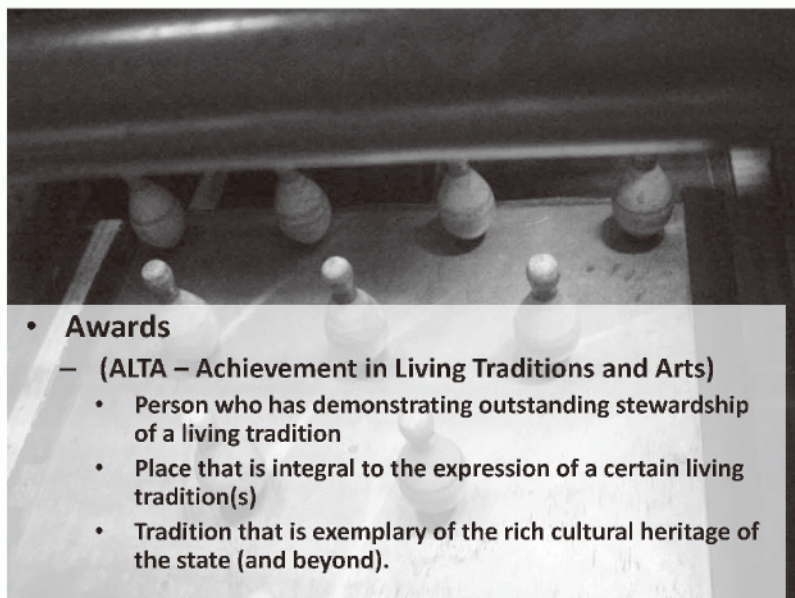 • Awards
– (ALTA – Achievement in Living Traditions and Arts)
• Person who has demonstrating outstanding stewardship
of a living tradition
• Place that is integral to the expression of a certain living
tradition(s)
• Tradition that is exemplary of the rich cultural heritage of
the state (and beyond).